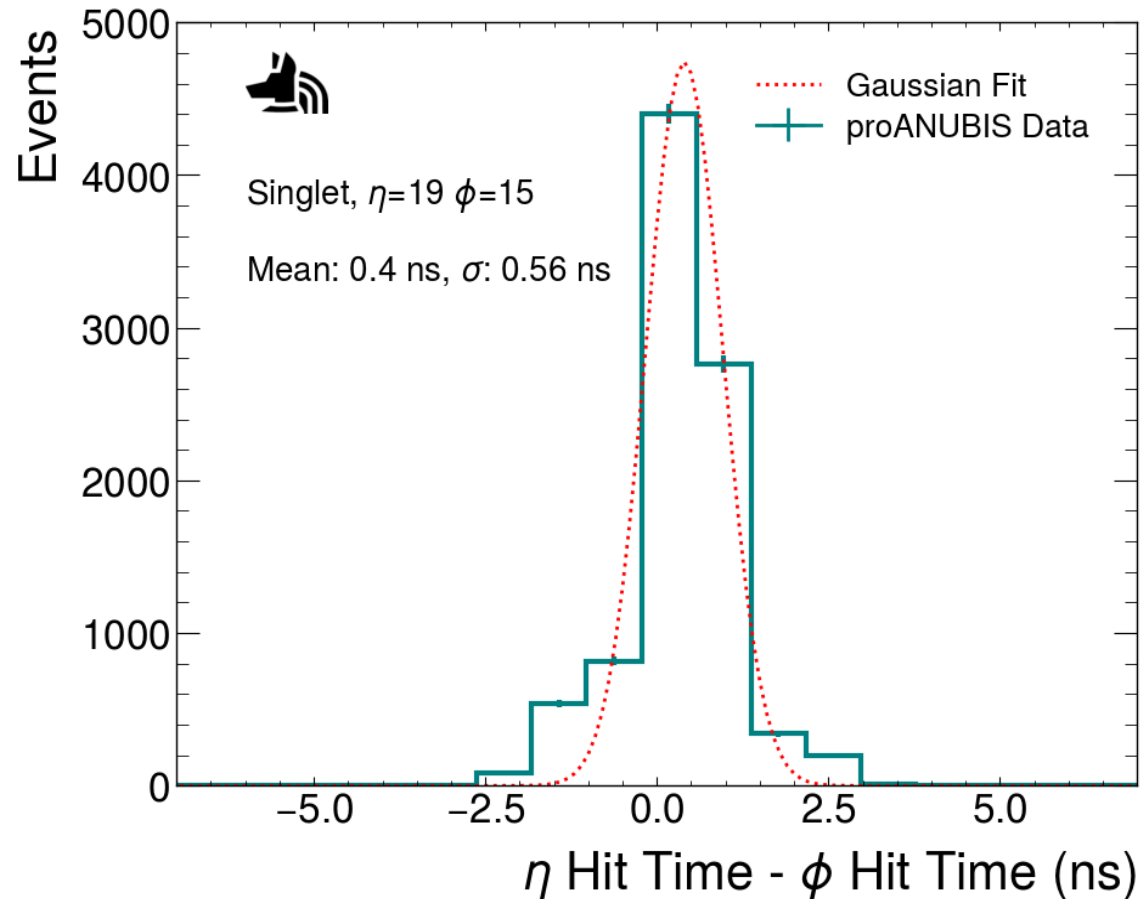 Events
5000
4000
3000
2000
1000
0
Gaussian Fit
proANUBIS Data
Singlet, η=19 ϕ=15
Mean: 0.4 ns, σ: 0.56 ns
−5.0 −2.5 0.0 2.5 5.0
η Hit Time - ϕ Hit Time (ns)